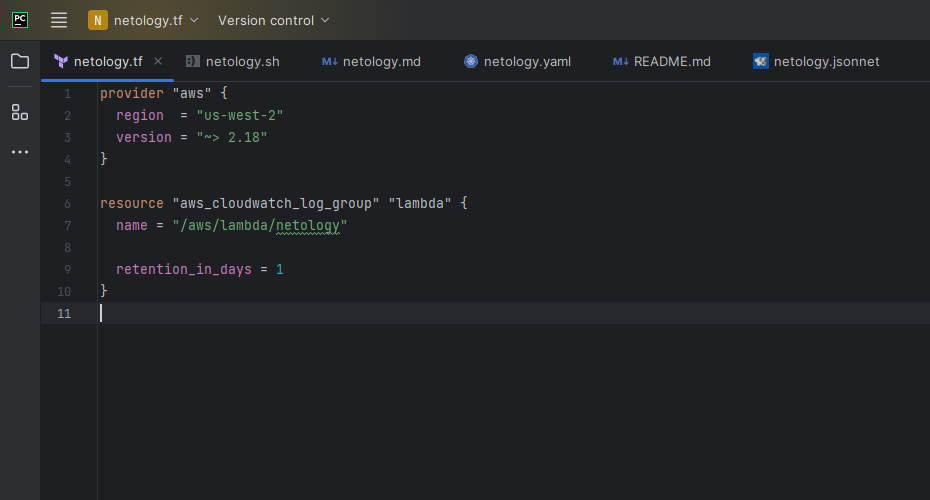 PC N netology.tf Version control
netology.tf netology.sh M↓ netology.md netology.yaml M↓ README.md netology.jsonnet
1 provider "aws" {
2   region  = "us-west-2"
3   version = "~> 2.18"
4 }
5
6 resource "aws_cloudwatch_log_group" "lambda" {
7   name = "/aws/lambda/netology"
8
9   retention_in_days = 1
10 }
11